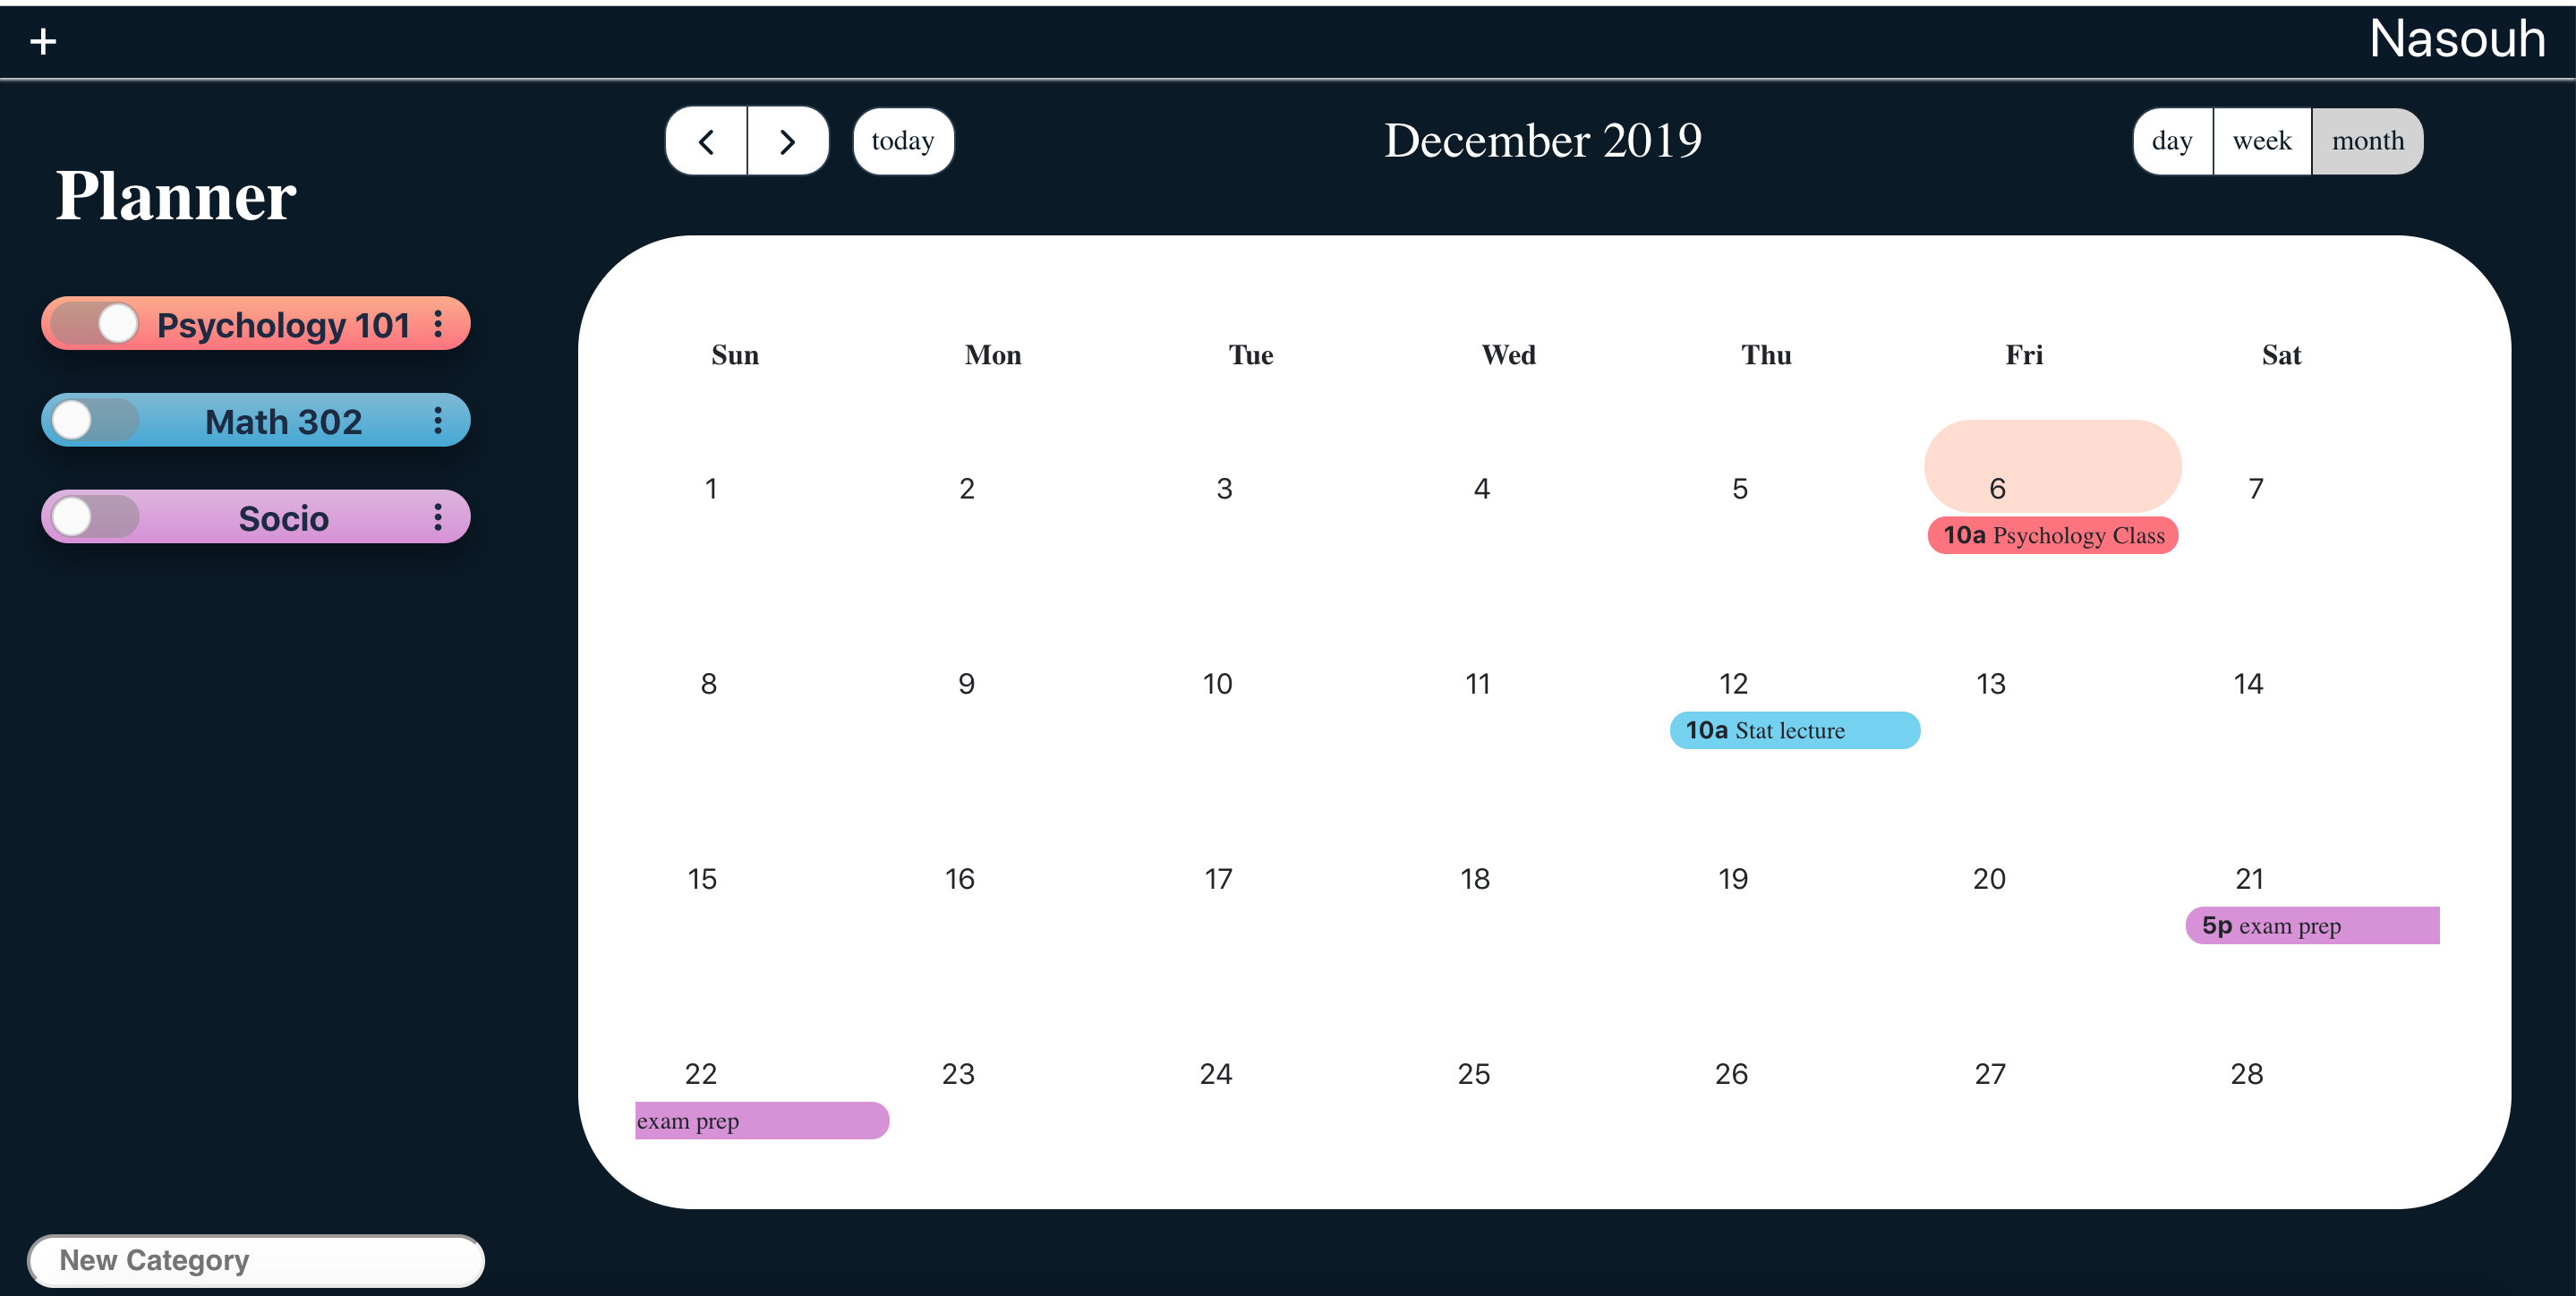 + Nasouh
today December 2019 day week month
Planner
Psychology 101
Math 302
Socio
New Category
Sun Mon Tue Wed Thu Fri Sat
1 2 3 4 5 6 7
10a Psychology Class
8 9 10 11 12 13 14
10a Stat lecture
15 16 17 18 19 20 21
5p exam prep
22 23 24 25 26 27 28
exam prep